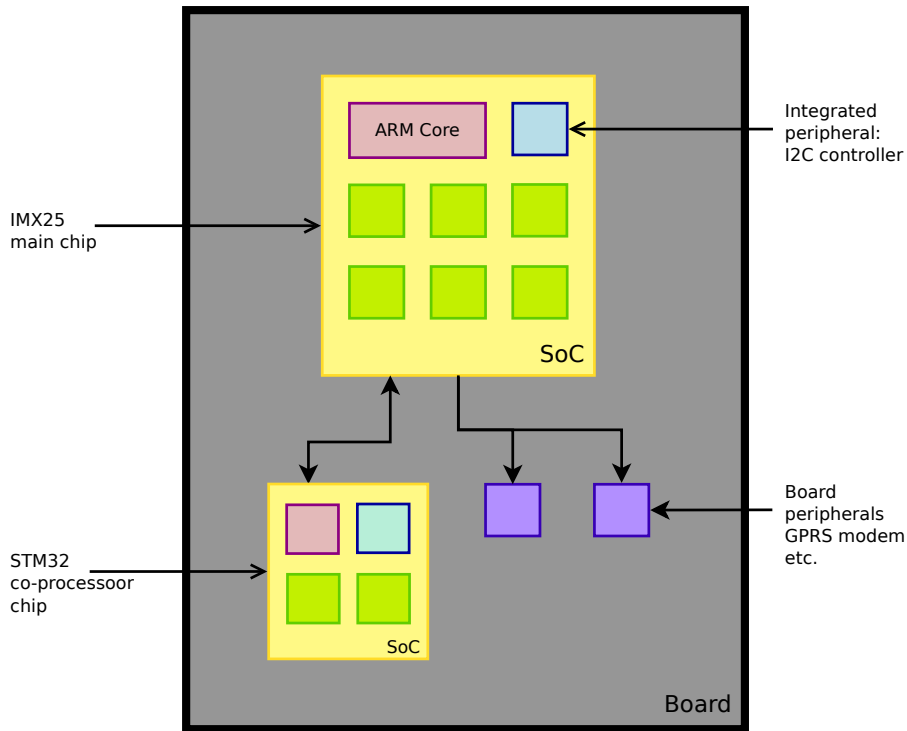 ARM Core
Integrated
peripheral:
I2C controller
IMX25
main chip
SoC
Board
peripherals
GPRS modem
etc.
STM32
co-processoor
chip
SoC
Board